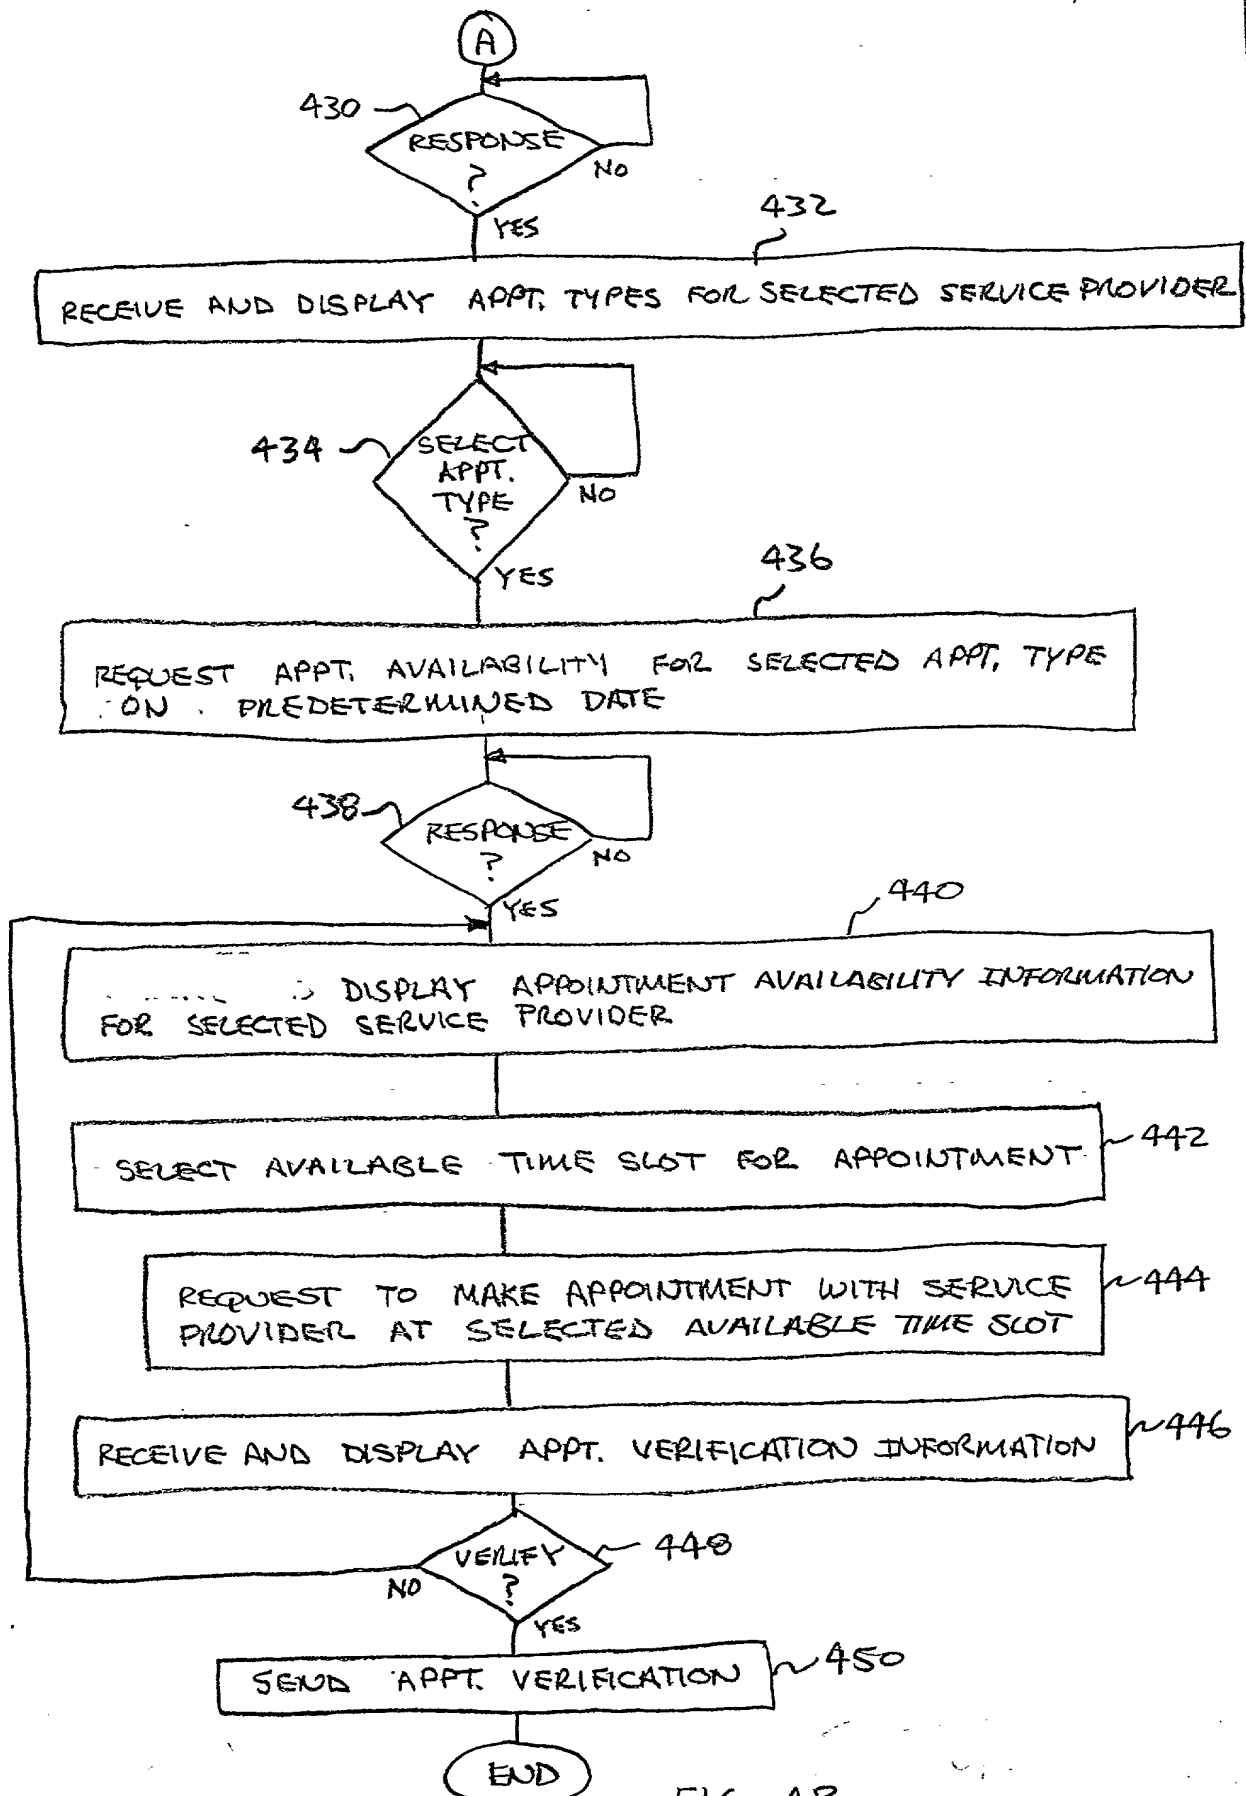 A
430
RESPONSE
?
NO
YES
432
RECEIVE AND DISPLAY APPT. TYPES FOR SELECTED SERVICE PROVIDER
434
SELECT
APPT.
TYPE
?
NO
YES
436
REQUEST APPT. AVAILABILITY FOR SELECTED APPT. TYPE
ON PREDETERMINED DATE
438
RESPONSE
?
NO
YES
440
DISPLAY APPOINTMENT AVAILABILITY INFORMATION
FOR SELECTED SERVICE PROVIDER
442
SELECT AVAILABLE TIME SLOT FOR APPOINTMENT
444
REQUEST TO MAKE APPOINTMENT WITH SERVICE
PROVIDER AT SELECTED AVAILABLE TIME SLOT
446
RECEIVE AND DISPLAY APPT. VERIFICATION INFORMATION
448
VERIFY
?
NO
YES
450
SEND APPT. VERIFICATION
END